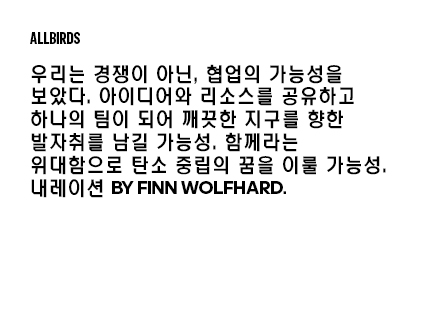 ALLBIRDS
우리는 경쟁이 아닌, 협업의 가능성을
보았다. 아이디어와 리소스를 공유하고
하나의 팀이 되어 깨끗한 지구를 향한
발자취를 남길 가능성. 함께라는
위대함으로 탄소 중립의 꿈을 이룰 가능성.
내레이션 BY FINN WOLFHARD.